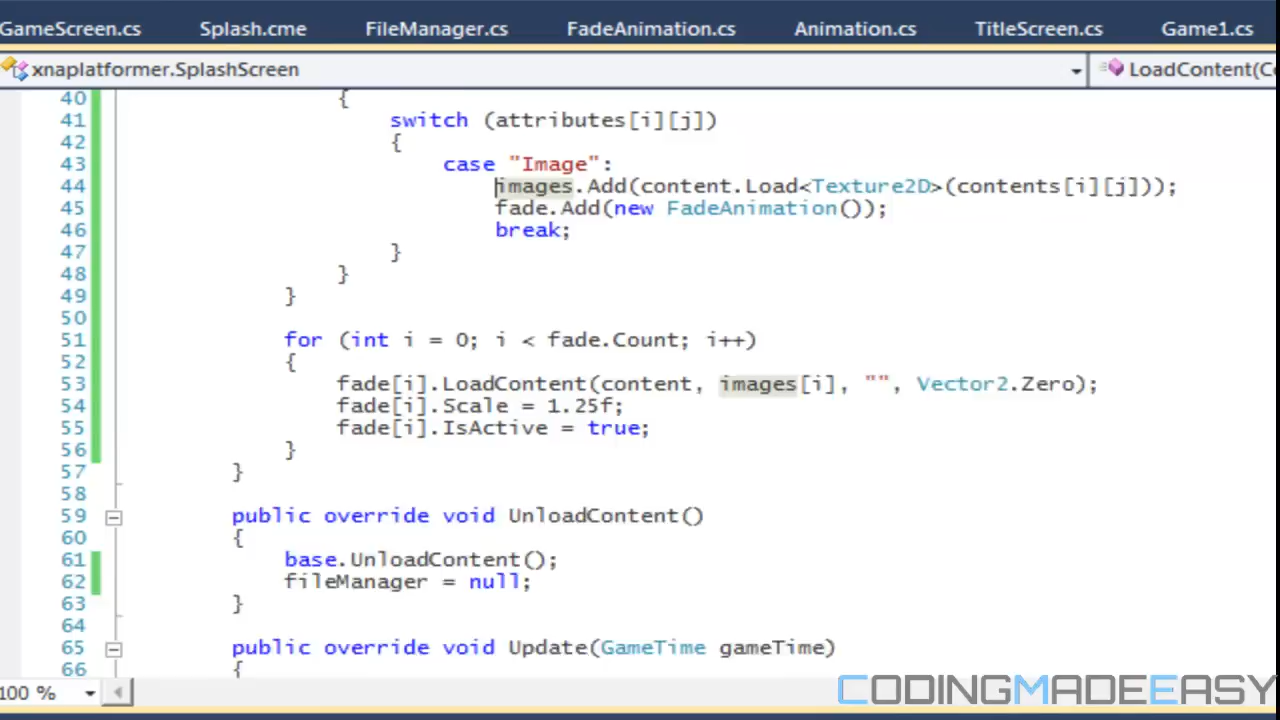 GameScreen.cs Splash.cme FileManager.cs FadeAnimation.cs Animation.cs TitleScreen.cs Game1.cs
xnaplatformer.SplashScreen LoadContent(Co
40 {
41 switch (attributes[i][j])
42 {
43 case "Image":
44 images.Add(content.Load<Texture2D>(contents[i][j]));
45 fade.Add(new FadeAnimation());
46 break;
47 }
48 }
49 }
50
51 for (int i = 0; i < fade.Count; i++)
52 {
53 fade[i].LoadContent(content, images[i], "", Vector2.Zero);
54 fade[i].Scale = 1.25f;
55 fade[i].IsActive = true;
56 }
57 }
58
59 public override void UnloadContent()
60 {
61 base.UnloadContent();
62 fileManager = null;
63 }
64
65 public override void Update(GameTime gameTime)
66 {
100 %
CODINGMADEEASY